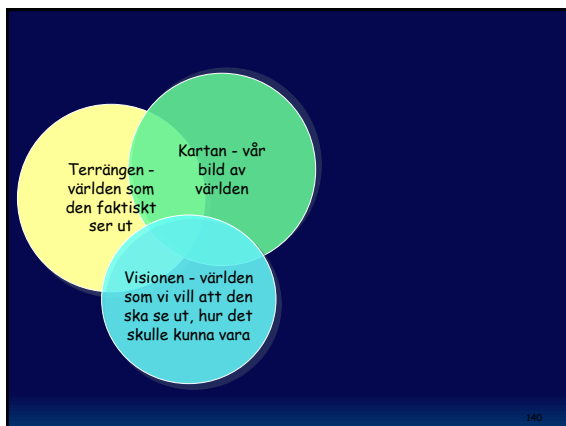 Terrängen -
världen som
den faktiskt
ser ut
Kartan - vår
bild av
världen
Visionen - världen
som vi vill att den
ska se ut, hur det
skulle kunna vara
140